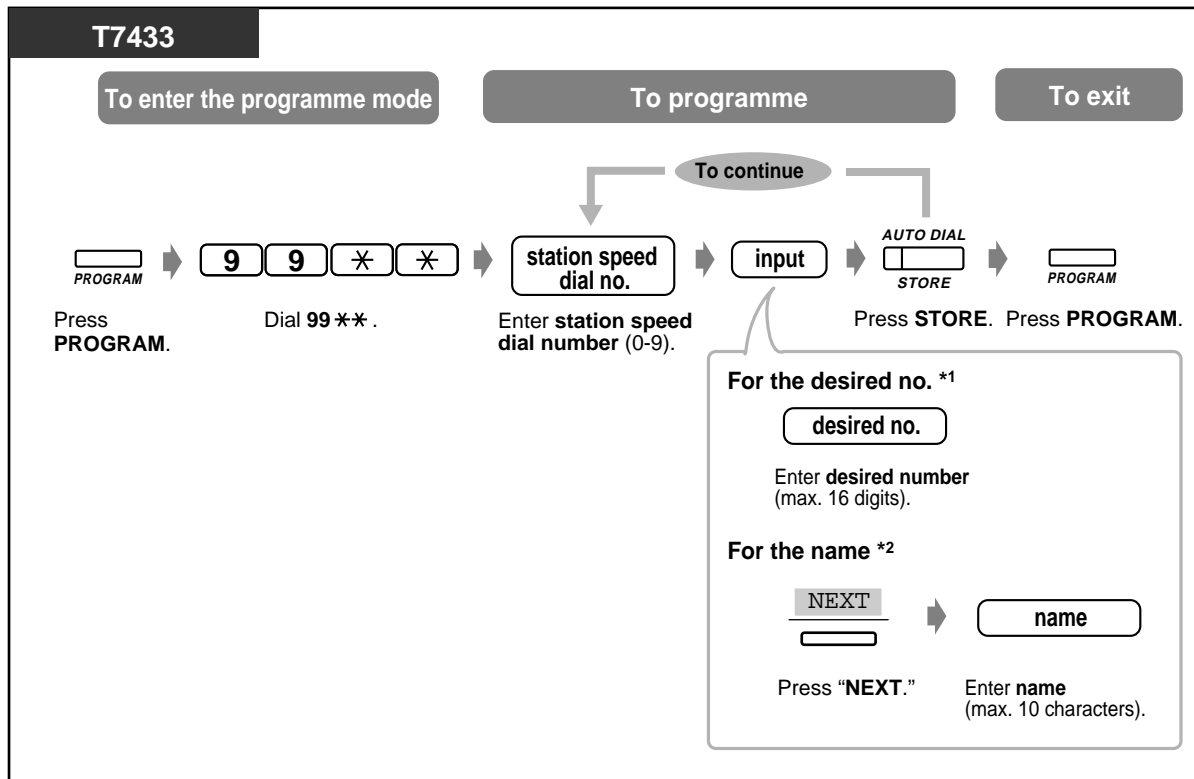 T7433
To enter the programme mode
To programme
To exit
To continue
PROGRAM
9 9 * *
station speed
dial no.
input
AUTO DIAL
STORE
PROGRAM
Press
PROGRAM.
Dial 99 ** .
Enter station speed
dial number (0-9).
Press STORE.
Press PROGRAM.
For the desired no. *1
desired no.
Enter desired number
(max. 16 digits).
For the name *2
NEXT
name
Press “NEXT.”
Enter name
(max. 10 characters).